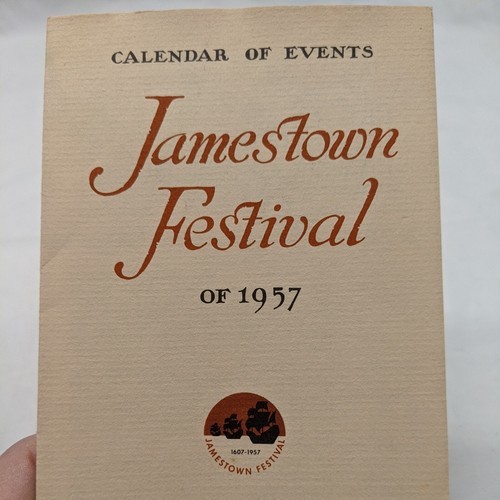 CALENDAR OF EVENTS
Jamestown
Festival
OF 1957
1607-1957
JAMESTOWN FESTIVAL